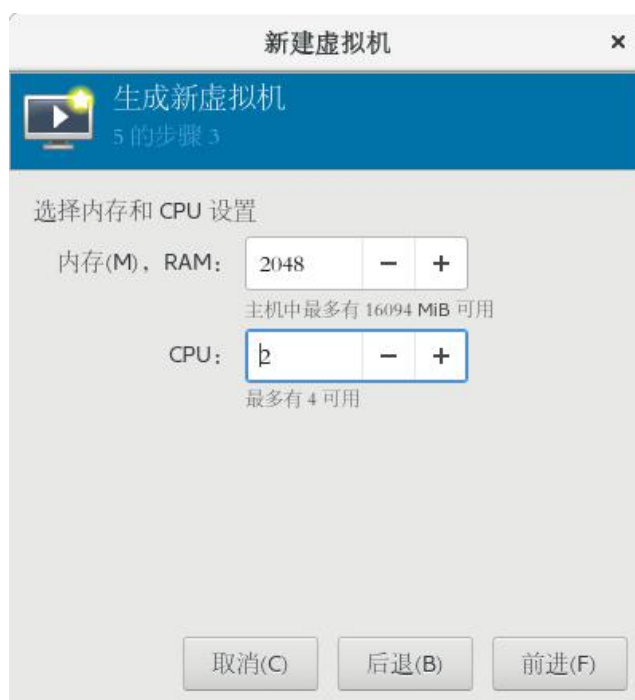 新建虚拟机 ×
生成新虚拟机
5 的步骤 3
选择内存和 CPU 设置
内存(M)，RAM： 2048 − +
主机中最多有 16094 MiB 可用
CPU： 2 − +
最多有 4 可用
取消(C) 后退(B) 前进(F)